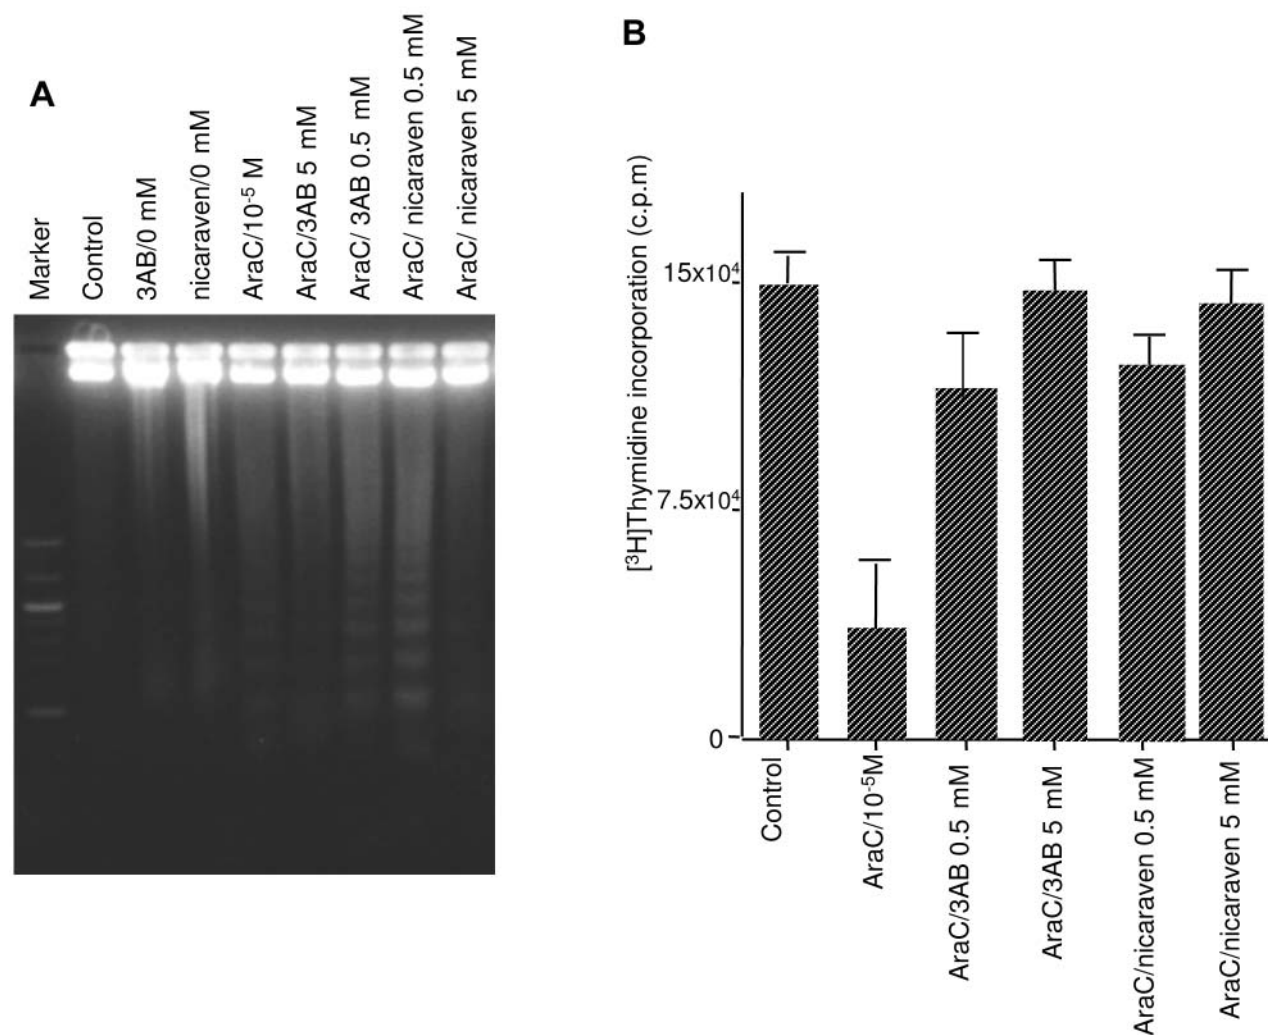 A
Marker
Control
3AB/0 mM
nicaraven/0 mM
AraC/10⁻⁵ M
AraC/3AB 5 mM
AraC/ 3AB 0.5 mM
AraC/ nicaraven 0.5 mM
AraC/ nicaraven 5 mM
B
[³H]Thymidine incorporation (c.p.m)
15x10⁴
7.5x10⁴
0
Control
AraC/10⁻⁵M
AraC/3AB 0.5 mM
AraC/3AB 5 mM
AraC/nicaraven 0.5 mM
AraC/nicaraven 5 mM